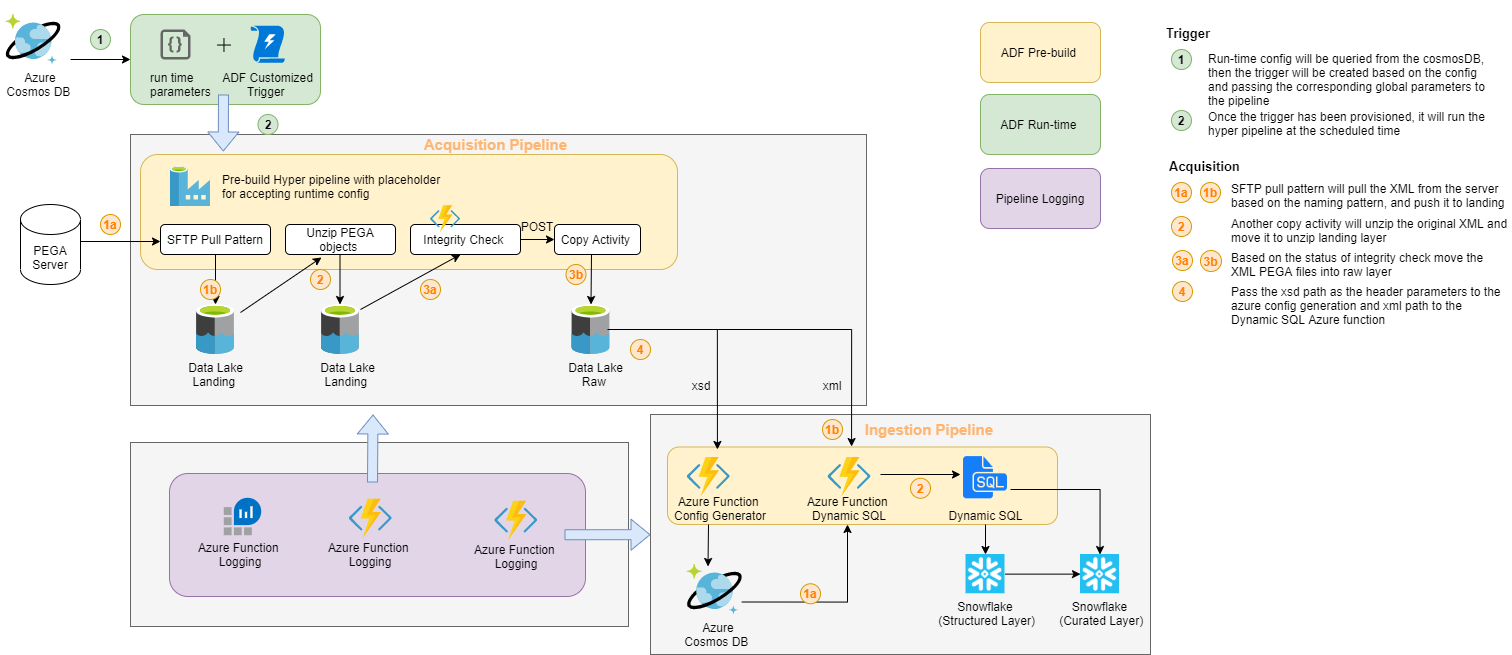 1
Azure
Cosmos DB
run time
parameters
+
ADF Customized
Trigger
2
Acquisition Pipeline
Pre-build Hyper pipeline with placeholder
for accepting runtime config
PEGA
Server
1a
SFTP Pull Pattern
Unzip PEGA
objects
Integrity Check
POST
Copy Activity
1b
2
3a
3b
Data Lake
Landing
Data Lake
Landing
Data Lake
Raw
4
xsd
xml
1b
Ingestion Pipeline
Azure Function
Config Generator
Azure Function
Dynamic SQL
2
SQL
Dynamic SQL
Azure
Cosmos DB
1a
Snowflake
(Structured Layer)
Snowflake
(Curated Layer)
Azure Function
Logging
Azure Function
Logging
Azure Function
Logging
ADF Pre-build
ADF Run-time
Pipeline Logging
Trigger
1 Run-time config will be queried from the cosmosDB,
then the trigger will be created based on the config
and passing the corresponding global parameters to
the pipeline
2 Once the trigger has been provisioned, it will run the
hyper pipeline at the scheduled time
Acquisition
1a 1b SFTP pull pattern will pull the XML from the server
based on the naming pattern, and push it to landing
2 Another copy activity will unzip the original XML and
move it to unzip landing layer
3a 3b Based on the status of integrity check move the
XML PEGA files into raw layer
4 Pass the xsd path as the header parameters to the
azure config generation and xml path to the
Dynamic SQL Azure function